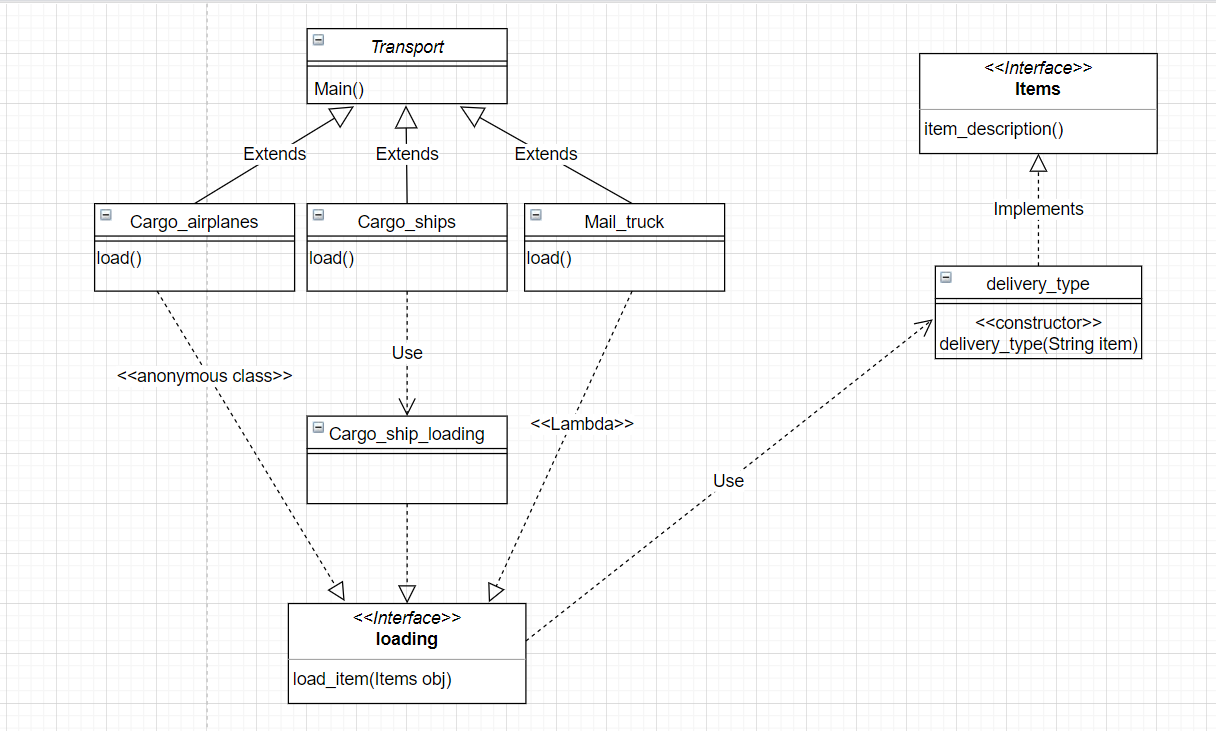 Transport
Main()
<<Interface>>
Items
item_description()
Extends
Extends
Extends
Implements
Cargo_airplanes
load()
Cargo_ships
load()
Mail_truck
load()
delivery_type
<<constructor>>
delivery_type(String item)
Use
<<anonymous class>>
<<Lambda>>
Cargo_ship_loading
Use
<<Interface>>
loading
load_item(Items obj)